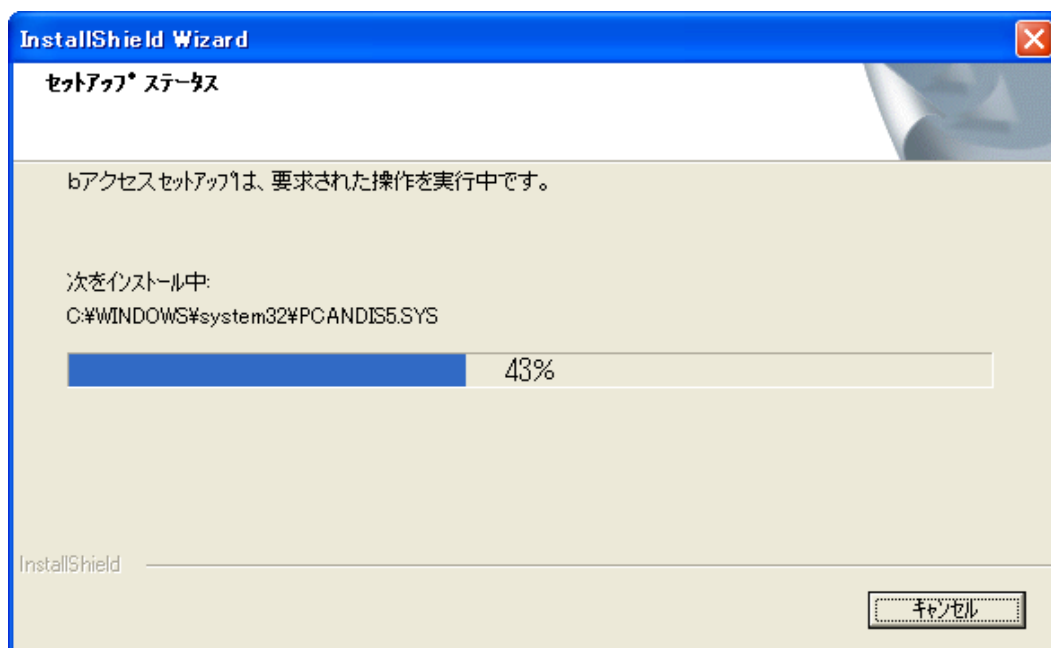 InstallShield Wizard
セットアップ ステータス
bアクセス セットアップは、要求された操作を実行中です。
次をインストール中:
C:¥WINDOWS¥system32¥PCANDIS5.SYS
43%
InstallShield
キャンセル